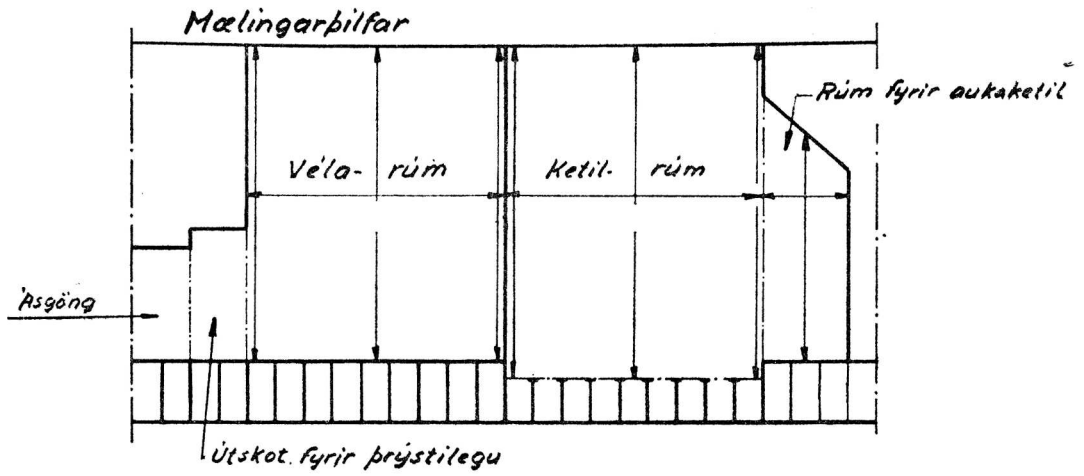 Mælingarþilfar
Rúm fyrir aukaketil
Véla- rúm
Ketil- rúm
Ásgöng
Útskot. fyrir þrýstilegu